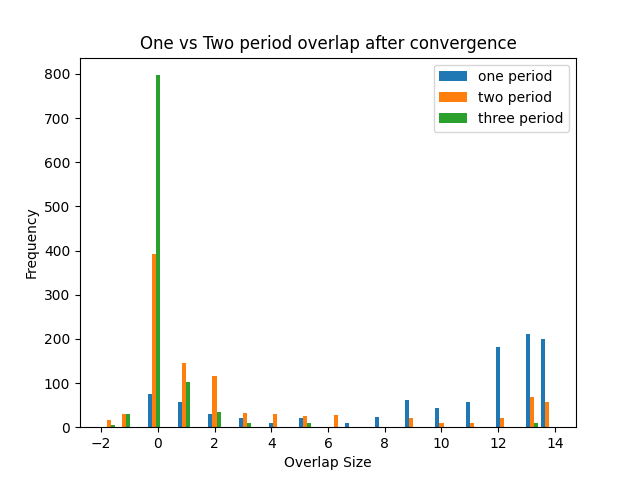 One vs Two period overlap after convergence
one period
two period
three period
800
700
600
500
400
300
200
100
0
Frequency
−2 0 2 4 6 8 10 12 14
Overlap Size